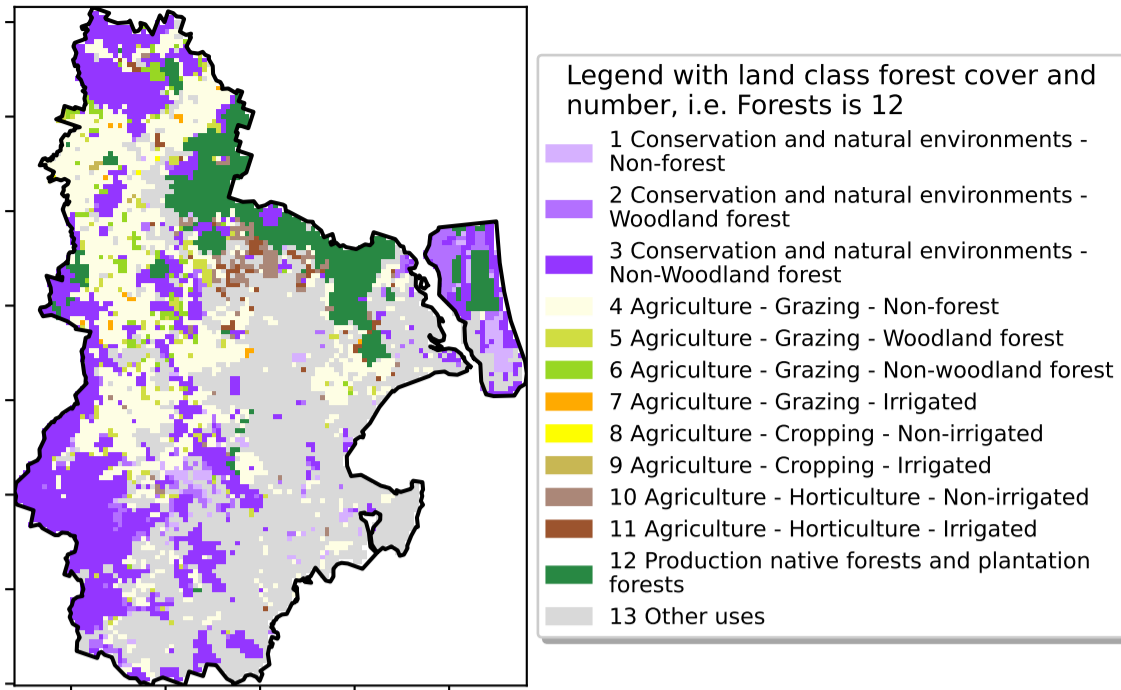 Legend with land class forest cover and
number, i.e. Forests is 12
1 Conservation and natural environments -
Non-forest
2 Conservation and natural environments -
Woodland forest
3 Conservation and natural environments -
Non-Woodland forest
4 Agriculture - Grazing - Non-forest
5 Agriculture - Grazing - Woodland forest
6 Agriculture - Grazing - Non-woodland forest
7 Agriculture - Grazing - Irrigated
8 Agriculture - Cropping - Non-irrigated
9 Agriculture - Cropping - Irrigated
10 Agriculture - Horticulture - Non-irrigated
11 Agriculture - Horticulture - Irrigated
12 Production native forests and plantation
forests
13 Other uses